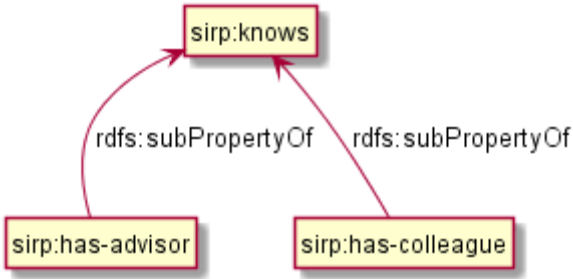 sirp:knows
rdfs:subPropertyOf
rdfs:subPropertyOf
sirp:has-advisor
sirp:has-colleague